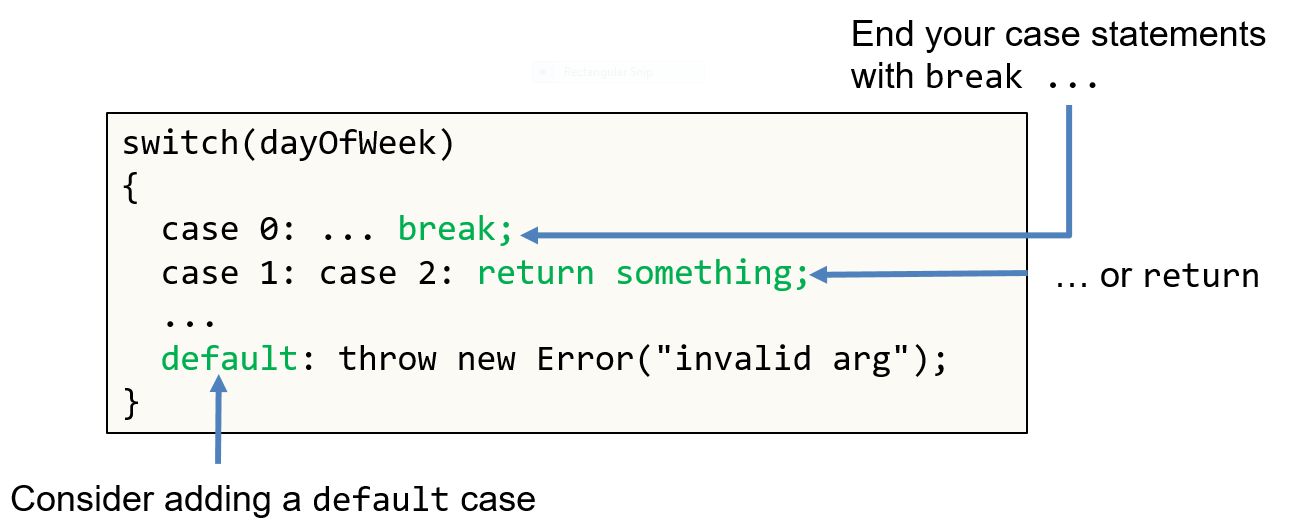 End your case statements
with break ...
switch(dayOfWeek)
{
case 0: ... break;
case 1: case 2: return something;
... or return
...
default: throw new Error("invalid arg");
}
Consider adding a default case
Rectangular Snip